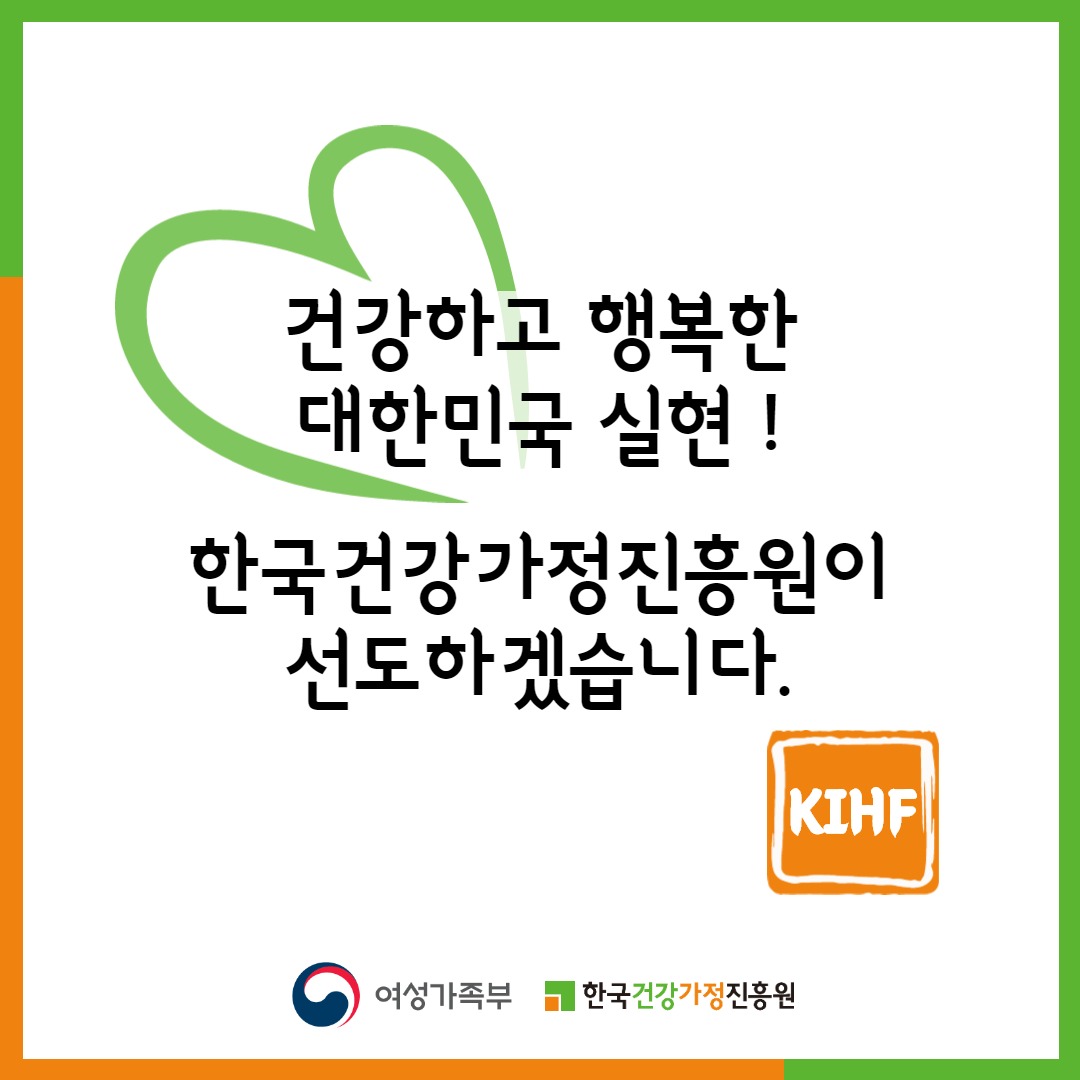 건강하고 행복한
대한민국 실현 !
한국건강가정진흥원이
선도하겠습니다.
KIHF
여성가족부 한국건강가정진흥원